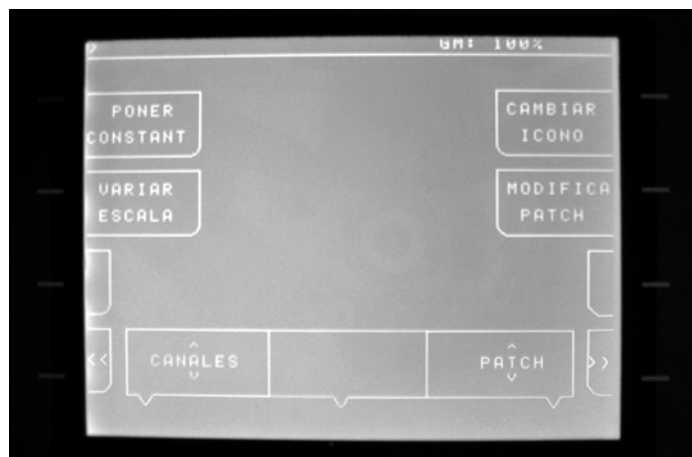 GM: 100%
PONER
CONSTANT
CAMBIAR
ICONO
VARIAR
ESCALA
MODIFICA
PATCH
<<
^
CANALES
v
^
PATCH
v
>>